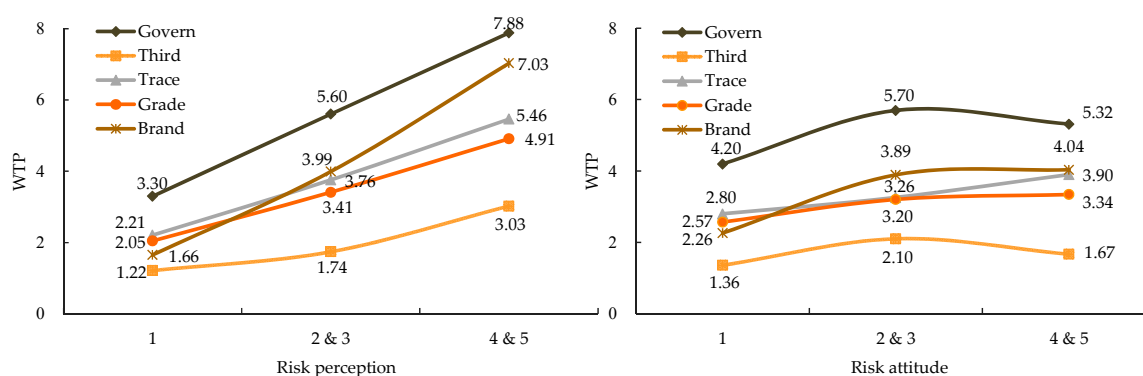 8
6
4
2
0
WTP
Govern
Third
Trace
Grade
Brand
7.88
7.03
5.60
5.46
4.91
3.99
3.76
3.30
3.41
3.03
2.21
2.05
1.66
1.22
1.74
1
2 & 3
4 & 5
Risk perception
8
6
4
2
0
WTP
Govern
Third
Trace
Grade
Brand
5.70
5.32
4.20
4.04
3.89
3.90
3.26
3.34
2.80
2.57
3.20
2.26
2.10
1.67
1.36
1
2 & 3
4 & 5
Risk attitude